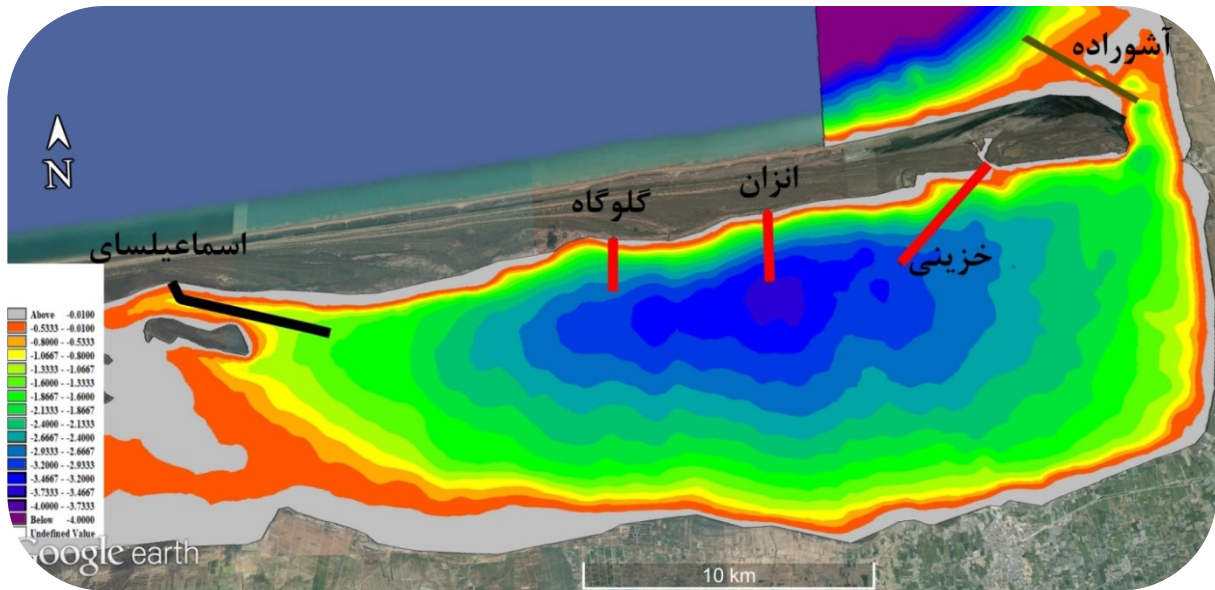 آشوراده
N
انزان
گلوگاه
خزینی
اسماعیلسای
Above -0.0100
-0.5333 - -0.0100
-0.8000 - -0.5333
-1.0667 - -0.8000
-1.3333 - -1.0667
-1.6000 - -1.3333
-1.8667 - -1.6000
-2.1333 - -1.8667
-2.4000 - -2.1333
-2.6667 - -2.4000
-2.9333 - -2.6667
-3.2000 - -2.9333
-3.4667 - -3.2000
-3.7333 - -3.4667
-4.0000 - -3.7333
Below -4.0000
Undefined Value
Google earth
10 km